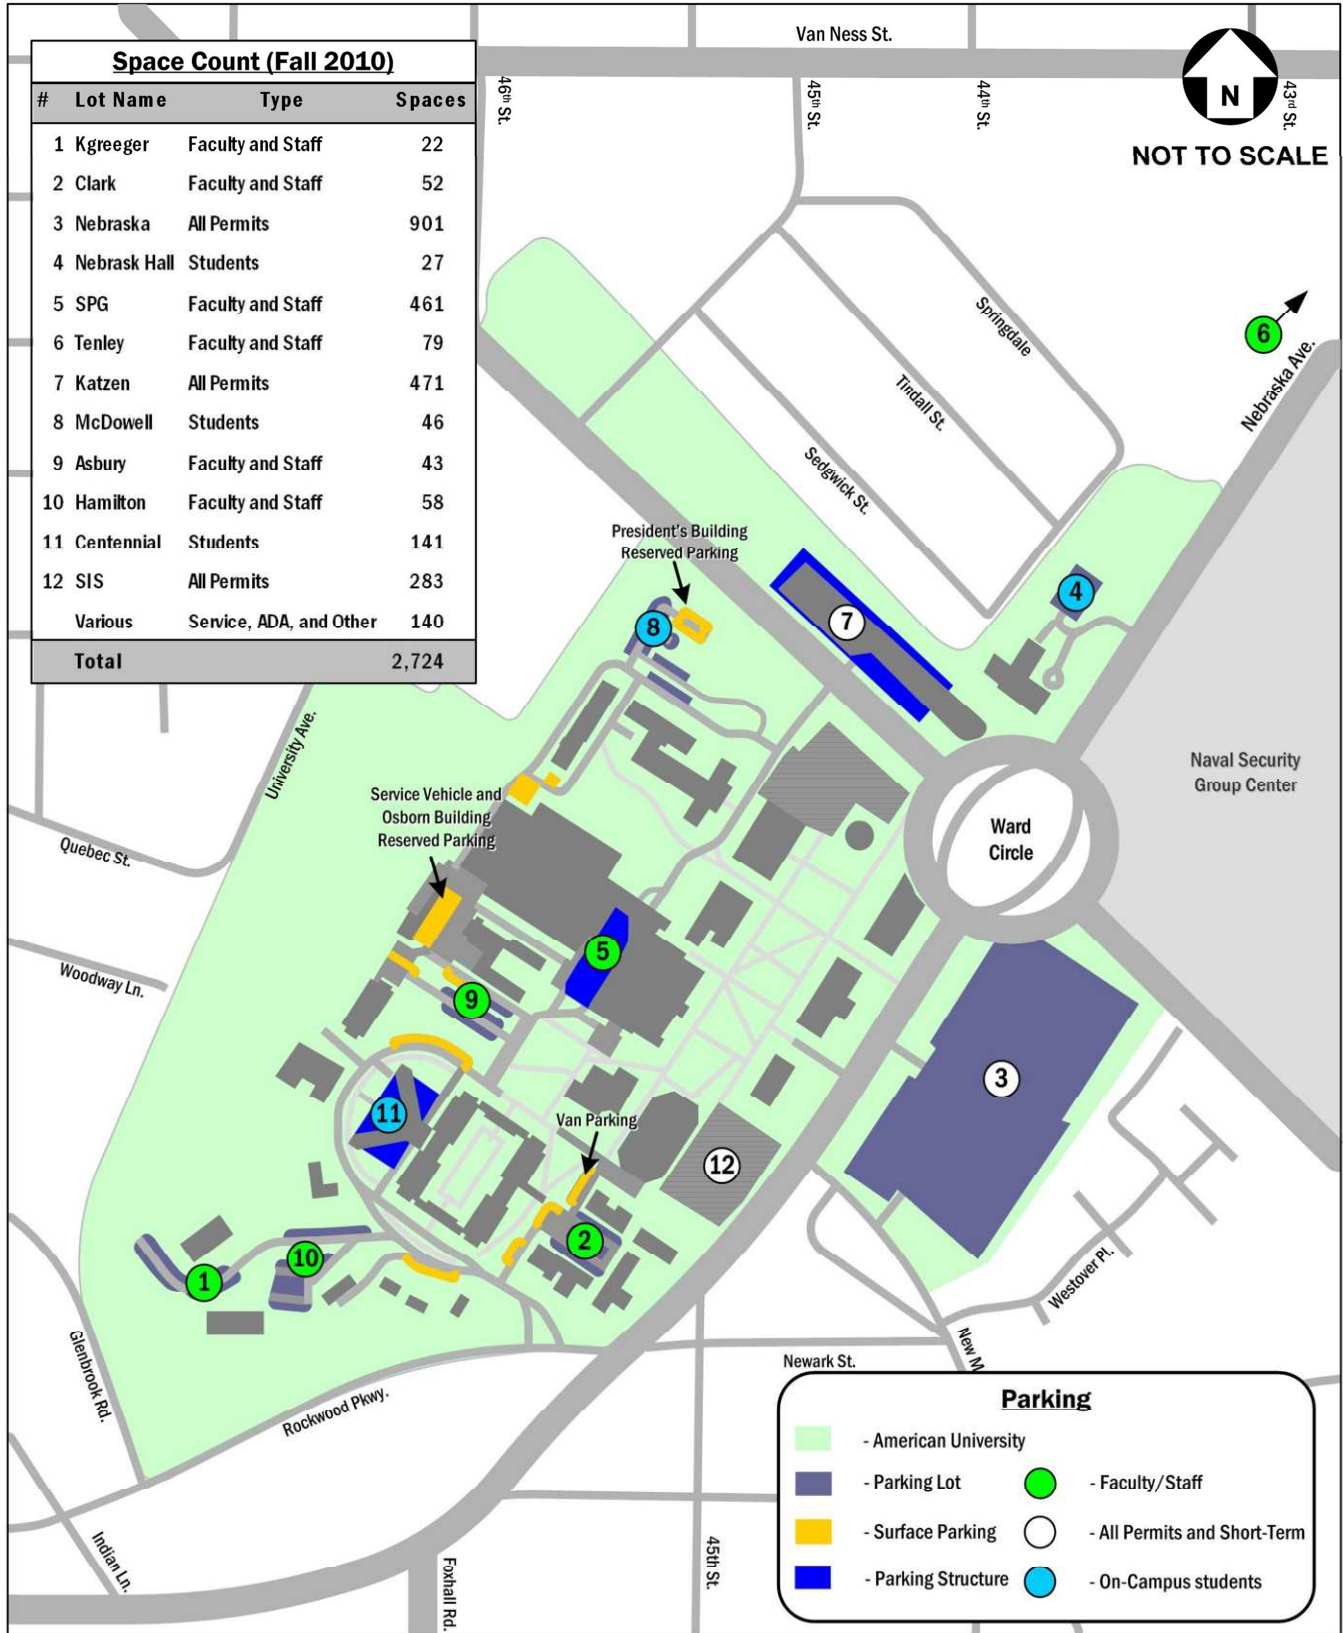 Van Ness St.
Space Count (Fall 2010)
# Lot Name Type Spaces
1 Kgreeger Faculty and Staff 22
2 Clark Faculty and Staff 52
3 Nebraska All Permits 901
4 Nebrask Hall Students 27
5 SPG Faculty and Staff 461
6 Tenley Faculty and Staff 79
7 Katzen All Permits 471
8 McDowell Students 46
9 Asbury Faculty and Staff 43
10 Hamilton Faculty and Staff 58
11 Centennial Students 141
12 SIS All Permits 283
Various Service, ADA, and Other 140
Total 2,724
46th St.
45th St.
44th St.
43rd St.
N
NOT TO SCALE
Springdale
Tindall St.
Sedgwick St.
6
Nebraska Ave.
President's Building
Reserved Parking
8
7
4
University Ave.
Naval Security
Group Center
Service Vehicle and
Osborn Building
Reserved Parking
Ward
Circle
Quebec St.
Woodway Ln.
5
9
3
11
Van Parking
12
2
10
1
Westover Pl.
Glenbrook Rd.
New M
Newark St.
Rockwood Pkwy.
Indian Ln.
Foxhall Rd.
45th St.
Parking
- American University
- Parking Lot
- Faculty/Staff
- Surface Parking
- All Permits and Short-Term
- Parking Structure
- On-Campus students